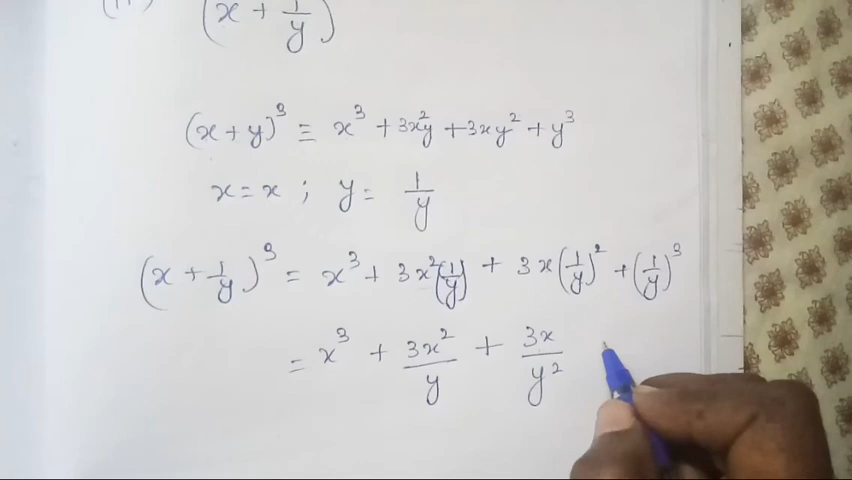 (x + 1/y)
(x + y)³ ≡ x³ + 3x²y + 3xy² + y³
x = x ; y = 1/y
(x + 1/y)³ = x³ + 3x²(1/y) + 3x(1/y)² + (1/y)³
= x³ + 3x²/y + 3x/y²